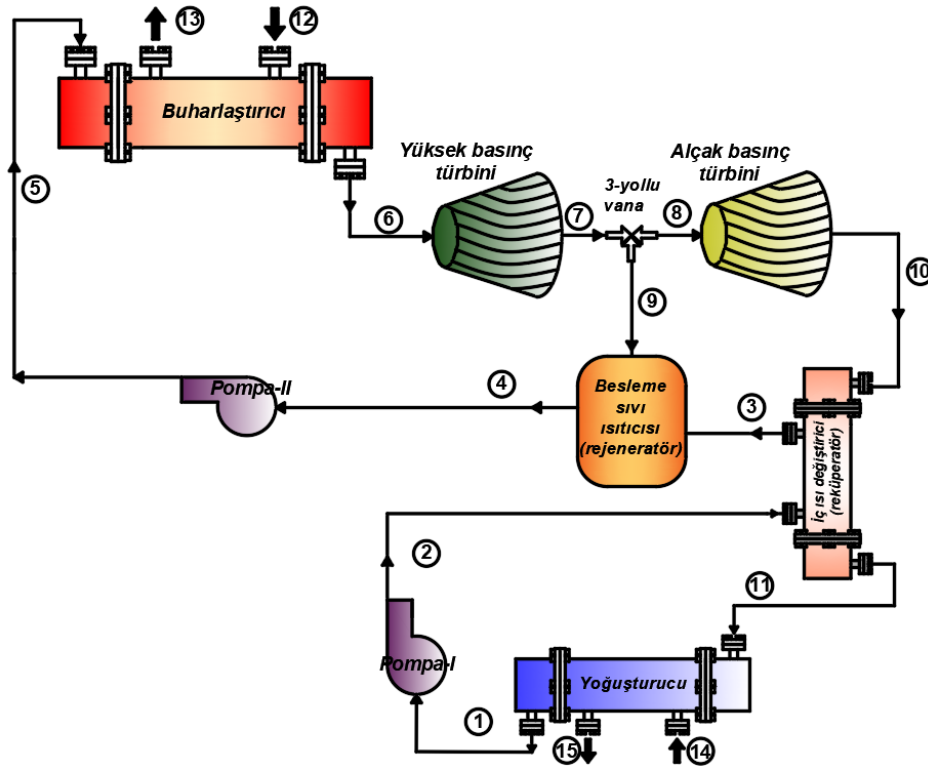 13
12
Buharlaştırıcı
5
Yüksek basınç
türbini
Alçak basınç
türbini
3-yollu
vana
6
7
8
10
9
Pompa-II
4
Besleme
sıvı
ısıtıcısı
(rejeneratör)
3
İç ısı değiştirici
(reküperatör)
2
11
Pompa-I
Yoğuşturucu
1
15
14